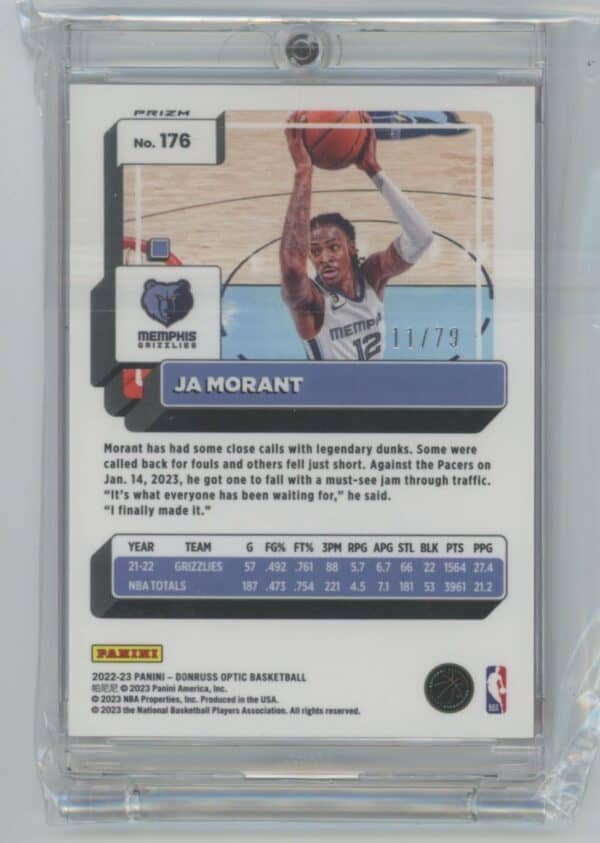 PRIZM
No. 176
MEMPHIS
GRIZZLIES
MEMPH
12
11/79
JA MORANT
Morant has had some close calls with legendary dunks. Some were
called back for fouls and others fell just short. Against the Pacers on
Jan. 14, 2023, he got one to fall with a must-see jam through traffic.
“It’s what everyone has been waiting for,” he said.
“I finally made it.”
YEAR TEAM G FG% FT% 3PM RPG APG STL BLK PTS PPG
21-22 GRIZZLIES 57 .492 .761 88 5.7 6.7 66 22 1564 27.4
NBA TOTALS 187 .473 .754 221 4.5 7.1 181 53 3961 21.2
PANINI
2022-23 PANINI – DONRUSS OPTIC BASKETBALL
帕尼尼 © 2023 Panini America, Inc.
© 2023 NBA Properties, Inc. Produced in the USA.
© 2023 the National Basketball Players Association. All rights reserved.
NBA